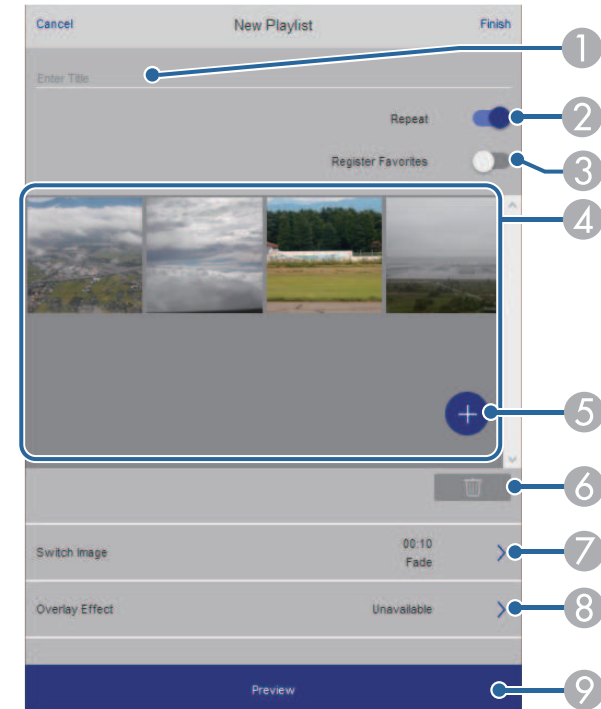 Cancel New Playlist Finish
1
Enter Title
Repeat 2
Register Favorites 3
4
5
6
Switch Image 00:10 7
Fade
Overlay Effect Unavailable 8
Preview 9